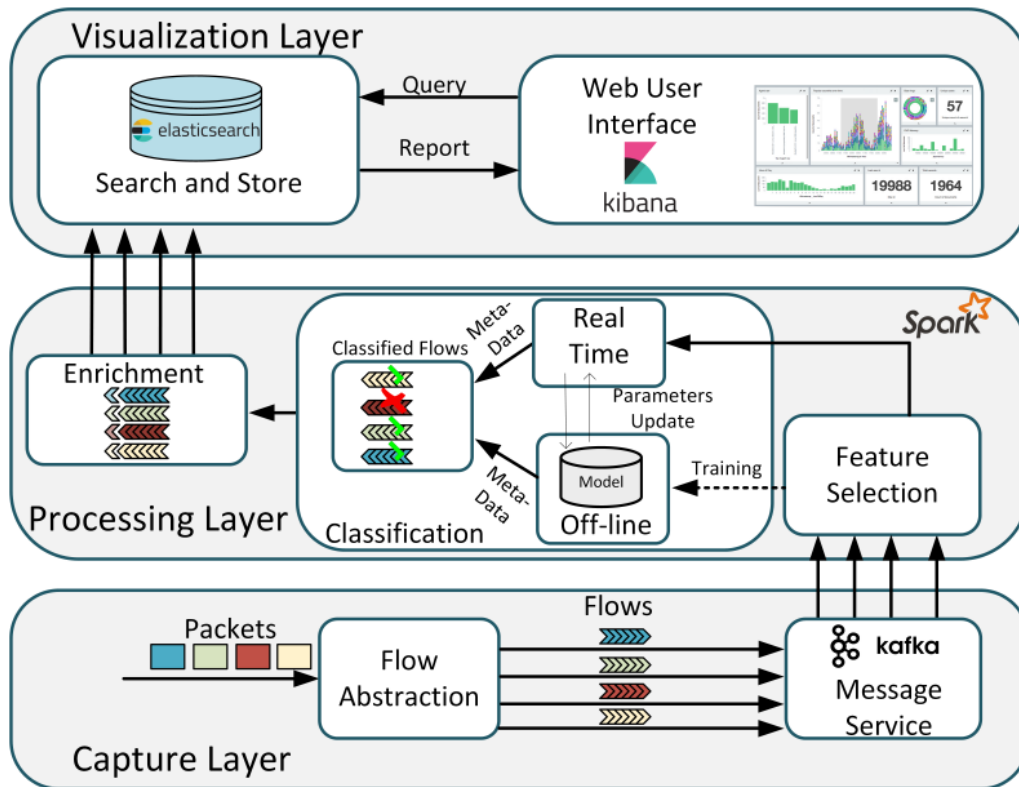 Visualization Layer
elasticsearch
Search and Store
Query
Report
Web User
Interface
kibana
57
19988
1964
Processing Layer
Spark
Enrichment
Classified Flows
Meta-
Data
Real
Time
Parameters
Update
Meta-
Data
Model
Off-line
Classification
Training
Feature
Selection
Capture Layer
Packets
Flow
Abstraction
Flows
kafka
Message
Service